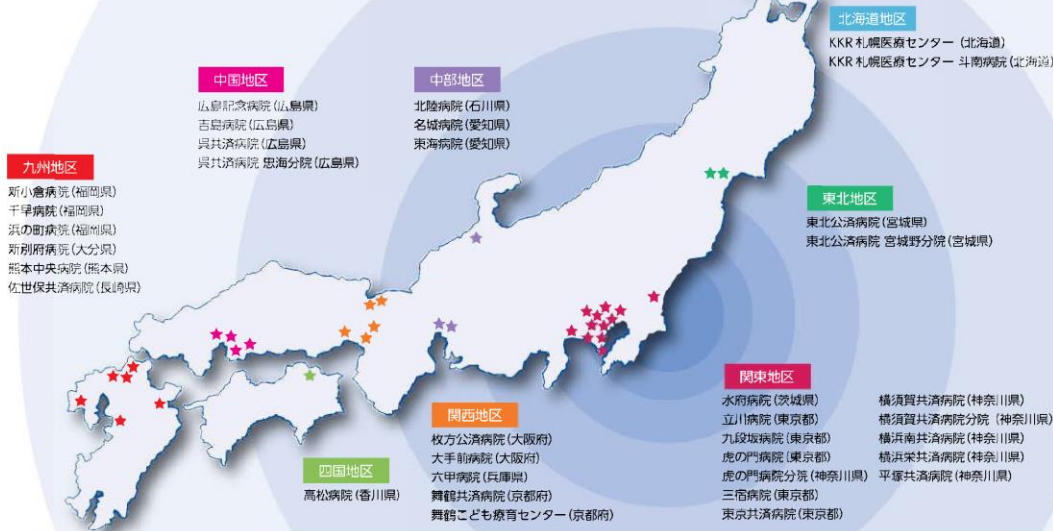 北海道地区
KKR 札幌医療センター (北海道)
KKR 札幌医療センター 斗南病院 (北海道)
中国地区
広島記念病院 (広島県)
吉島病院 (広島県)
呉共済病院 (広島県)
呉共済病院 忠海分院 (広島県)
中部地区
北陸病院 (石川県)
名城病院 (愛知県)
東海病院 (愛知県)
九州地区
新小倉病院 (福岡県)
千早病院 (福岡県)
浜の町病院 (福岡県)
新別府病院 (大分県)
熊本中央病院 (熊本県)
佐世保共済病院 (長崎県)
東北地区
東北公済病院 (宮城県)
東北公済病院 宮城野分院 (宮城県)
関東地区
水府病院 (茨城県)
立川病院 (東京都)
九段坂病院 (東京都)
虎の門病院 (東京都)
虎の門病院分院 (神奈川県)
三宿病院 (東京都)
東京共済病院 (東京都)
横須賀共済病院 (神奈川県)
横須賀共済病院分院 (神奈川県)
横浜南共済病院 (神奈川県)
横浜栄共済病院 (神奈川県)
平塚共済病院 (神奈川県)
関西地区
枚方公済病院 (大阪府)
大手前病院 (大阪府)
六甲病院 (兵庫県)
舞鶴共済病院 (京都府)
舞鶴こども療育センター (京都府)
四国地区
高松病院 (香川県)